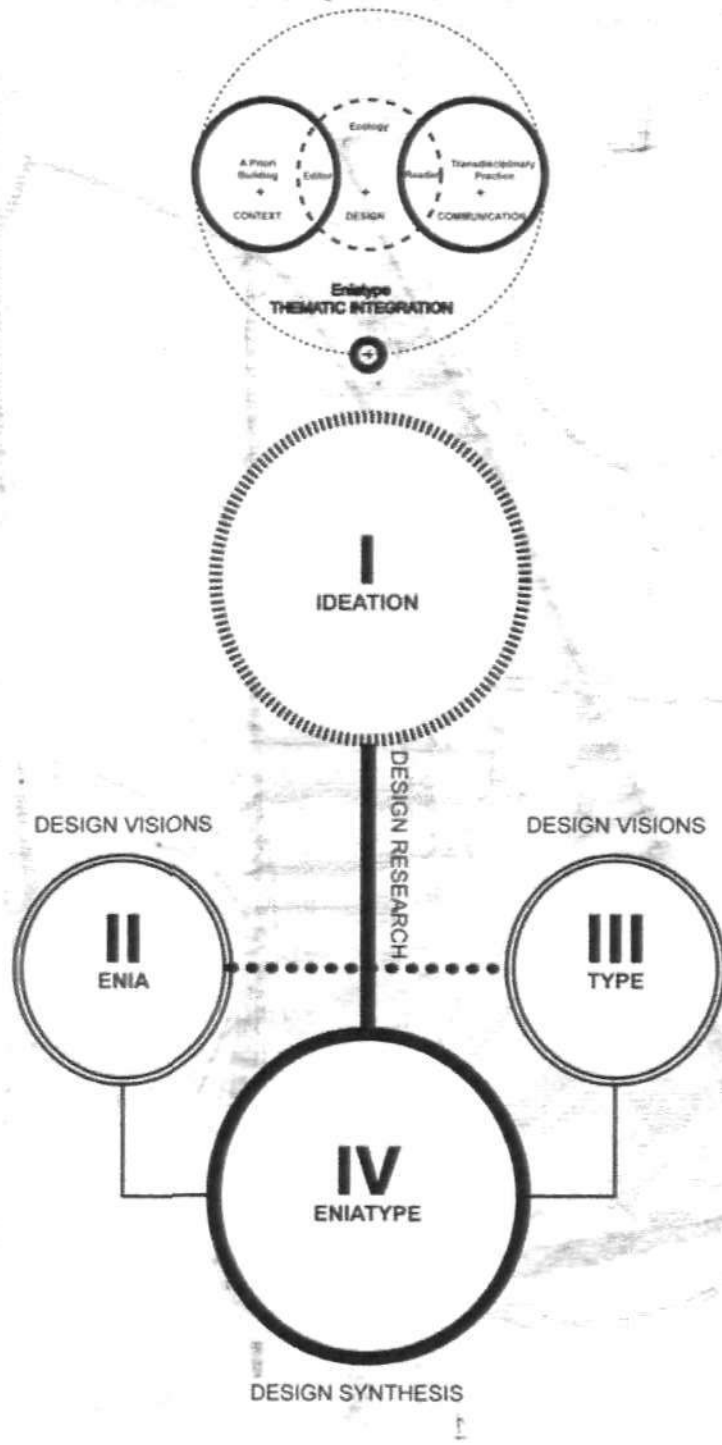 Ecology
A Priori
Building
+
CONTEXT
Editor
+
DESIGN
Reader
Transdisciplinary
Practice
+
COMMUNICATION
Eniatype
THEMATIC INTEGRATION
+
I
IDEATION
DESIGN RESEARCH
DESIGN VISIONS
DESIGN VISIONS
II
ENIA
III
TYPE
IV
ENIATYPE
DESIGN SYNTHESIS